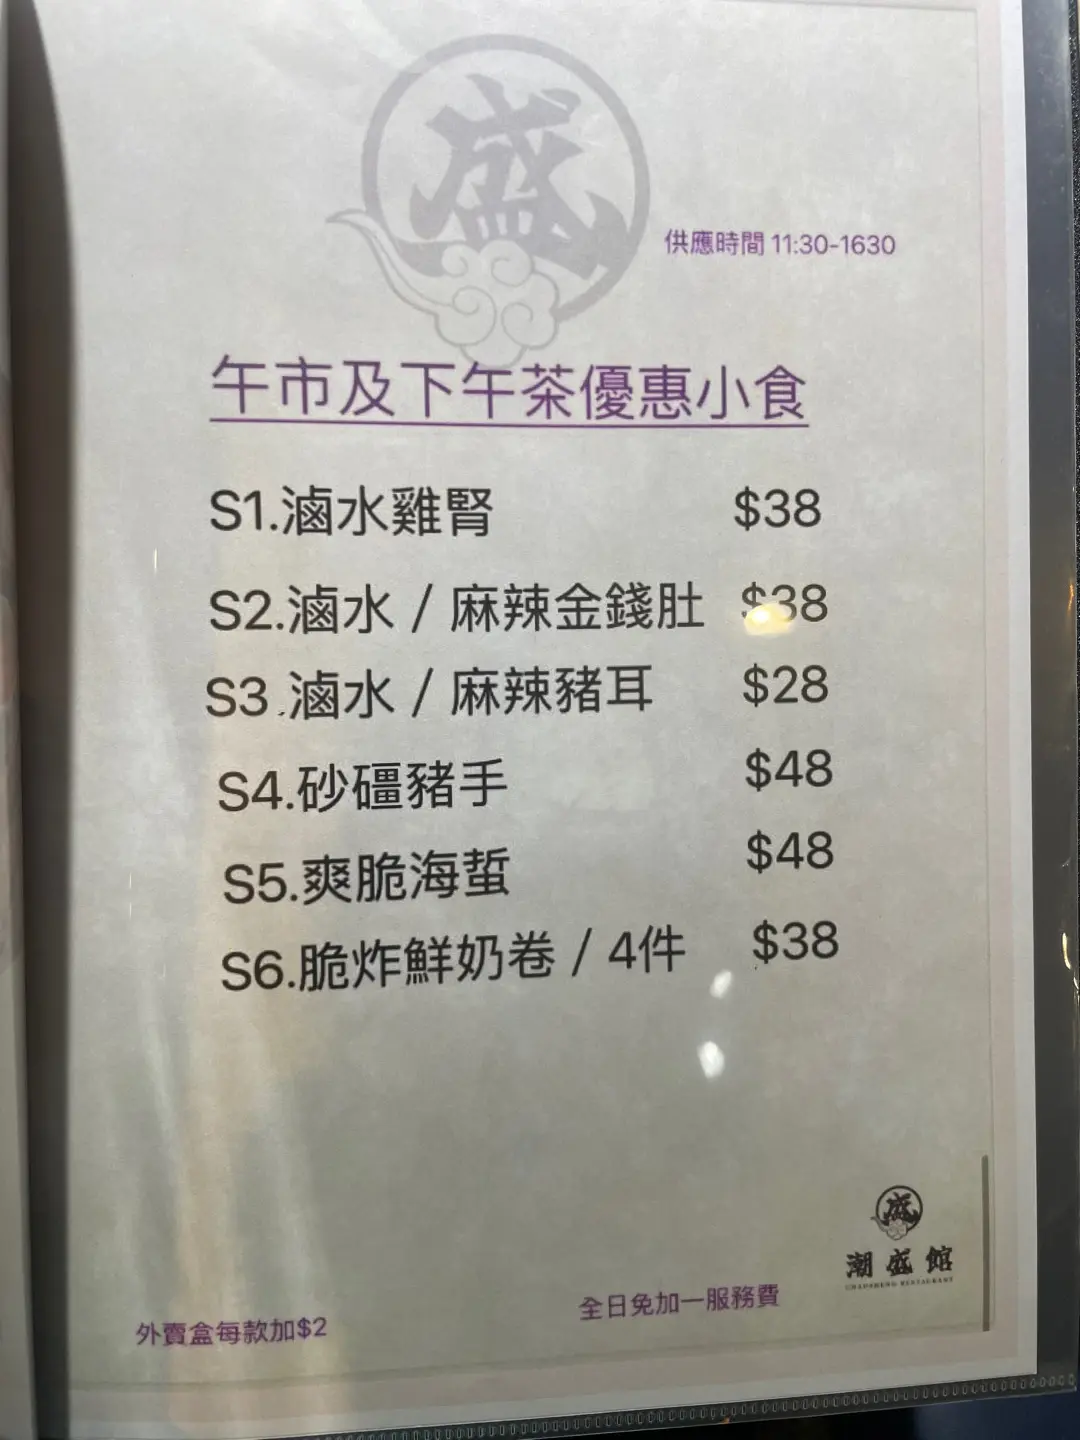 盛
供應時間 11:30-1630
午市及下午茶優惠小食
S1.滷水雞腎 $38
S2.滷水 / 麻辣金錢肚 $38
S3.滷水 / 麻辣豬耳 $28
S4.砂礓豬手 $48
S5.爽脆海蜇 $48
S6.脆炸鮮奶卷 / 4件 $38
盛
潮盛館
CHAOSHENG RESTAURANT
全日免加一服務費
外賣盒每款加$2